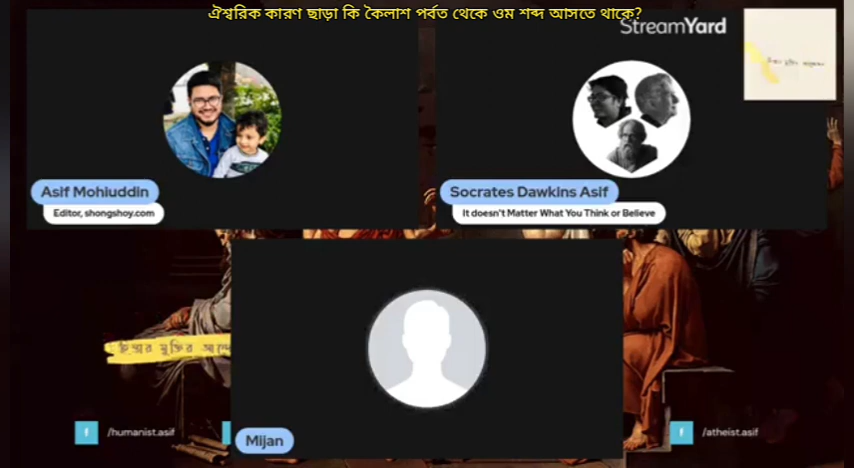 ঐশ্বরিক কারণ ছাড়া কি কৈলাশ পর্বত থেকে ওম শব্দ আসতে থাকে?
StreamYard
Asif Mohiuddin
Editor, shongshoy.com
Socrates Dawkins Asif
It doesn't Matter What You Think or Believe
মুক্তির
/humanist.asif
Mijan
/atheist.asif